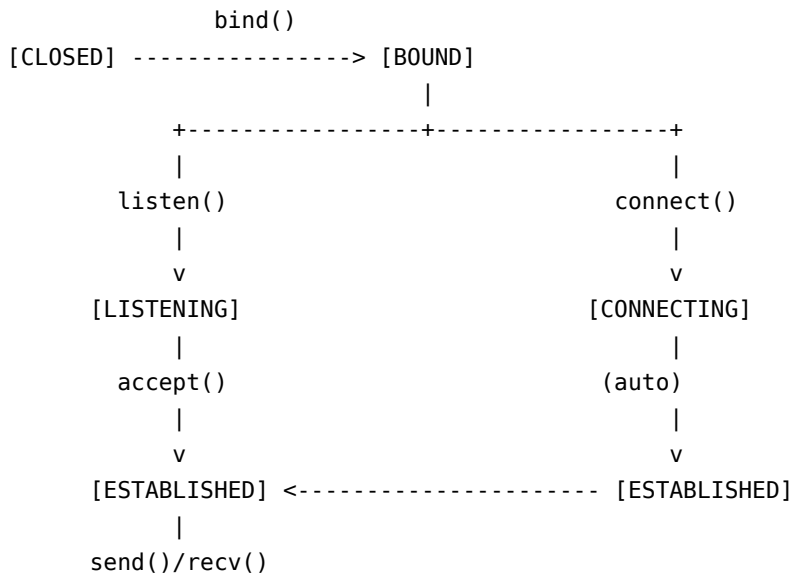 bind()
[CLOSED] ----------------> [BOUND]
|
+-----------------+-----------------+
| |
listen() connect()
| |
v v
[LISTENING] [CONNECTING]
| |
accept() (auto)
| |
v v
[ESTABLISHED] <---------------------- [ESTABLISHED]
|
send()/recv()